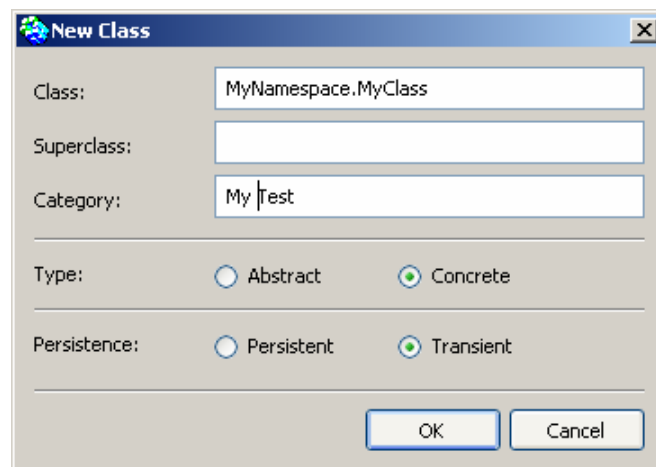 New Class
Class: MyNamespace.MyClass
Superclass:
Category: My Test
Type: Abstract Concrete
Persistence: Persistent Transient
OK Cancel